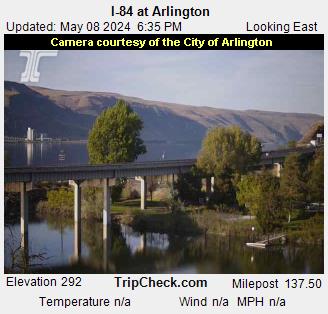 I-84 at Arlington
Updated: May 08 2024 6:35 PM Looking East
Camera courtesy of the City of Arlington
Elevation 292 TripCheck.com Milepost 137.50
Temperature n/a Wind n/a MPH n/a